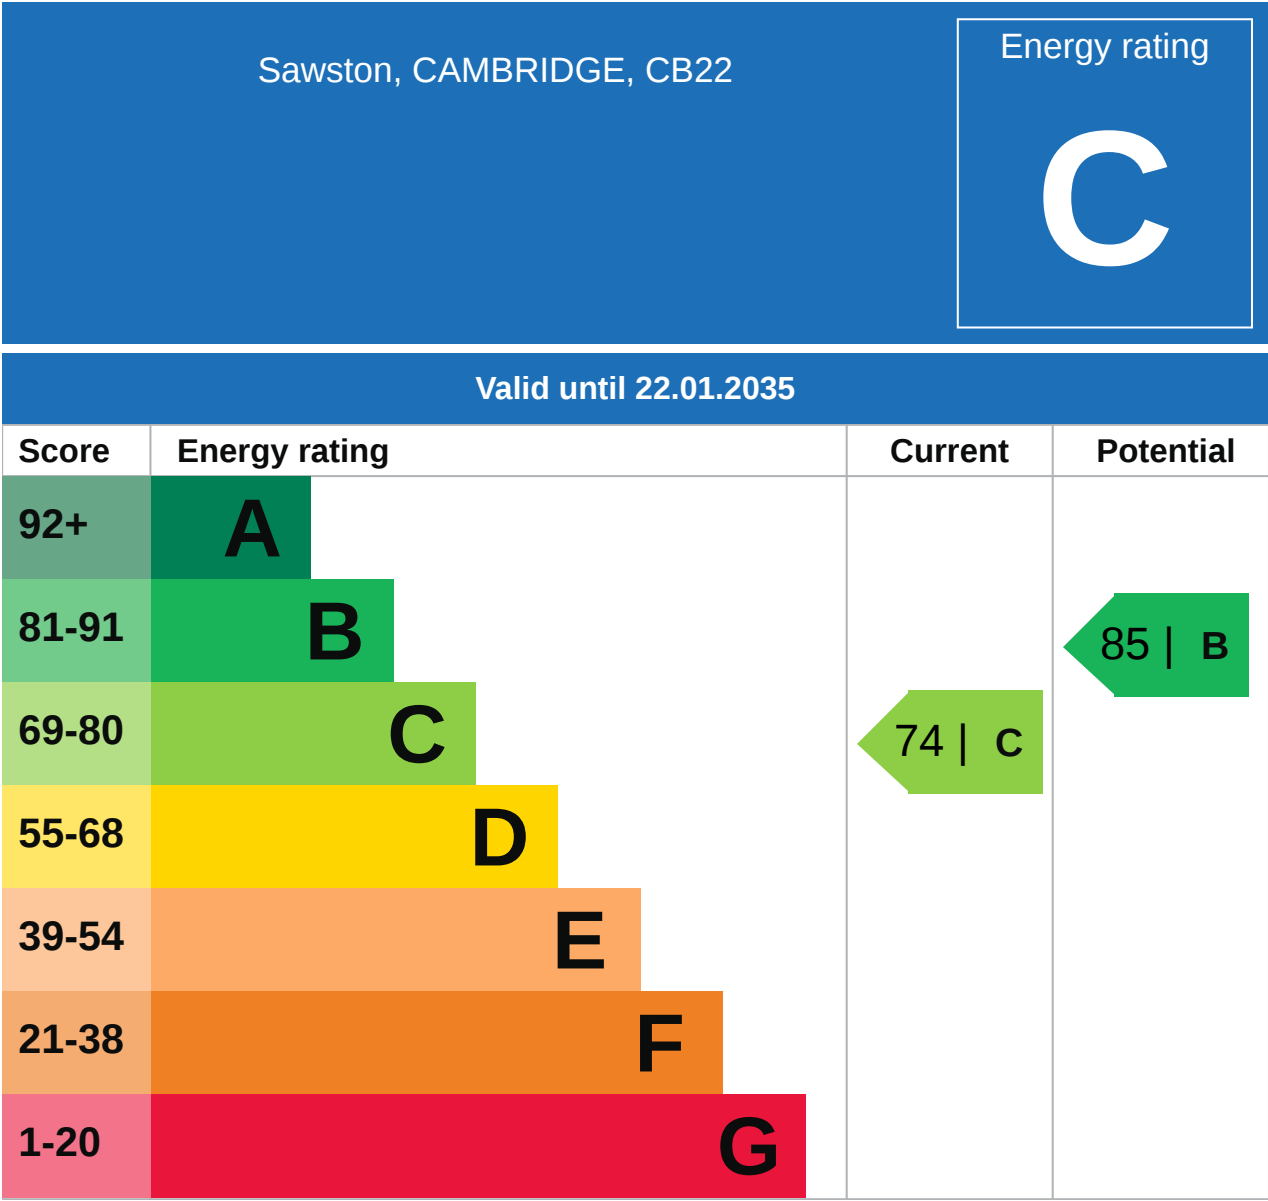 Sawston, CAMBRIDGE, CB22
Energy rating
C
Valid until 22.01.2035
Score Energy rating Current Potential
92+ A
81-91 B 85 | B
69-80 C 74 | C
55-68 D
39-54 E
21-38 F
1-20 G